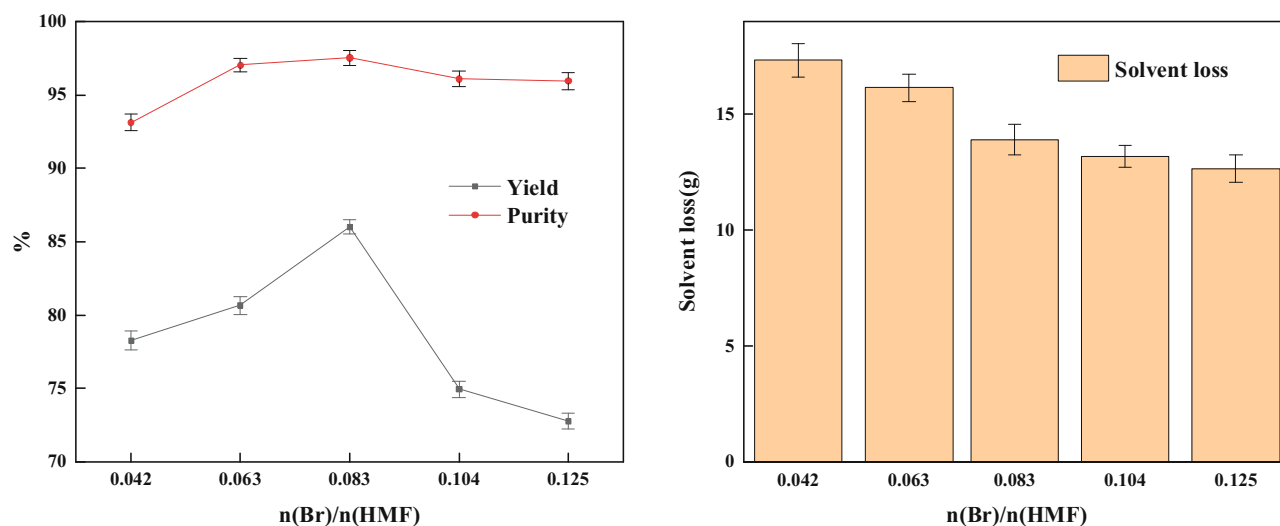 100
95
90
85
80
75
70
%
Yield
Purity
0.042 0.063 0.083 0.104 0.125
n(Br)/n(HMF)
15
10
5
0
Solvent loss(g)
Solvent loss
0.042 0.063 0.083 0.104 0.125
n(Br)/n(HMF)